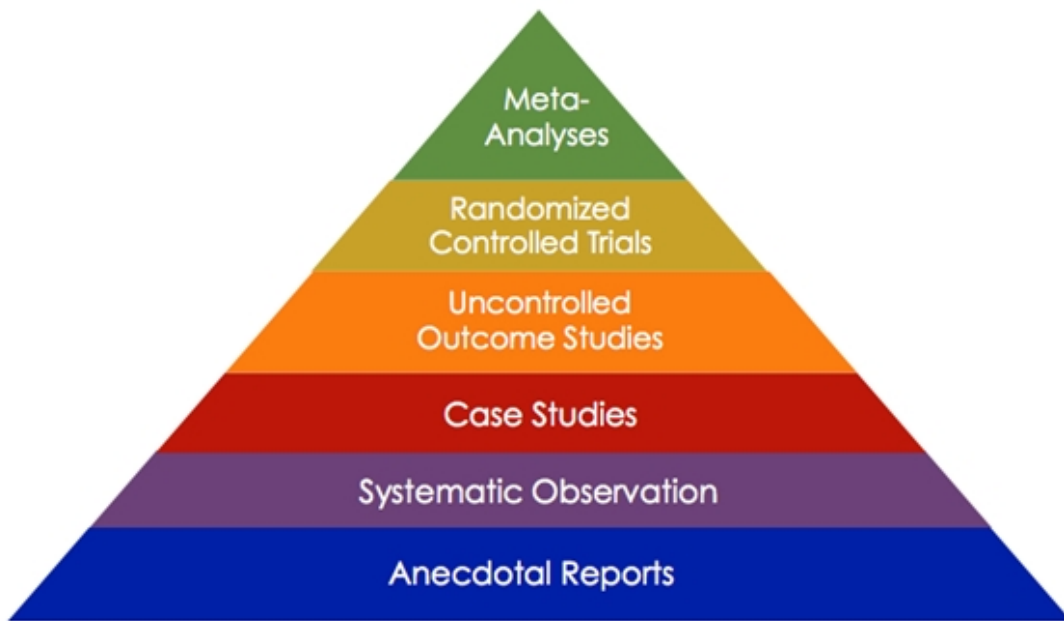 Meta-
Analyses
Randomized
Controlled Trials
Uncontrolled
Outcome Studies
Case Studies
Systematic Observation
Anecdotal Reports